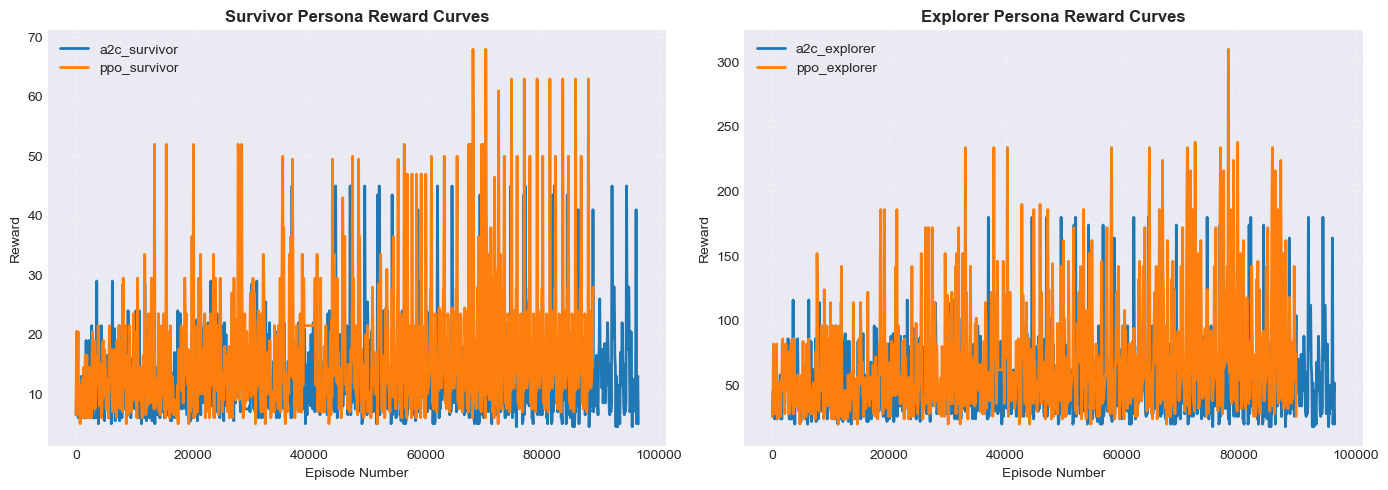 Survivor Persona Reward Curves
a2c_survivor
ppo_survivor
70
60
50
40
30
20
10
Reward
0
20000
40000
60000
80000
100000
Episode Number
Explorer Persona Reward Curves
a2c_explorer
ppo_explorer
300
250
200
150
100
50
Reward
0
20000
40000
60000
80000
100000
Episode Number